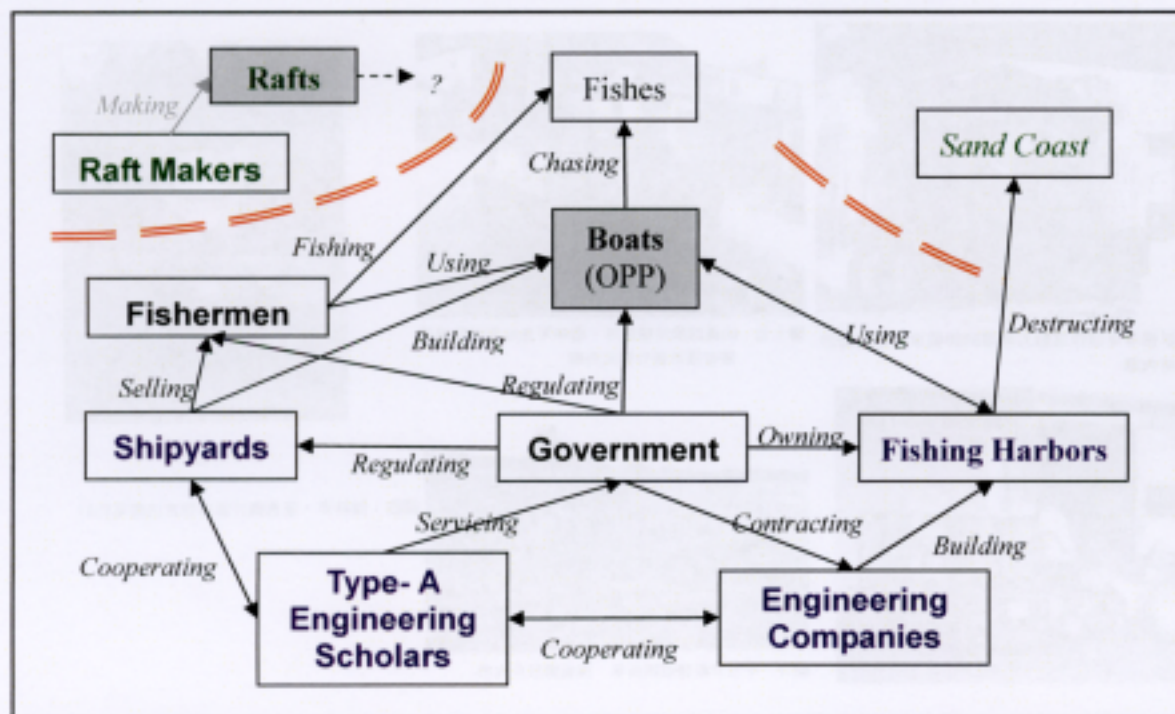 Rafts
?
Fishes
Making
Raft Makers
Sand Coast
Chasing
Fishing
Using
Boats
(OPP)
Fishermen
Building
Using
Destructing
Selling
Regulating
Shipyards
Regulating
Government
Owning
Fishing Harbors
Servicing
Contracting
Building
Cooperating
Type- A
Engineering
Scholars
Engineering
Companies
Cooperating